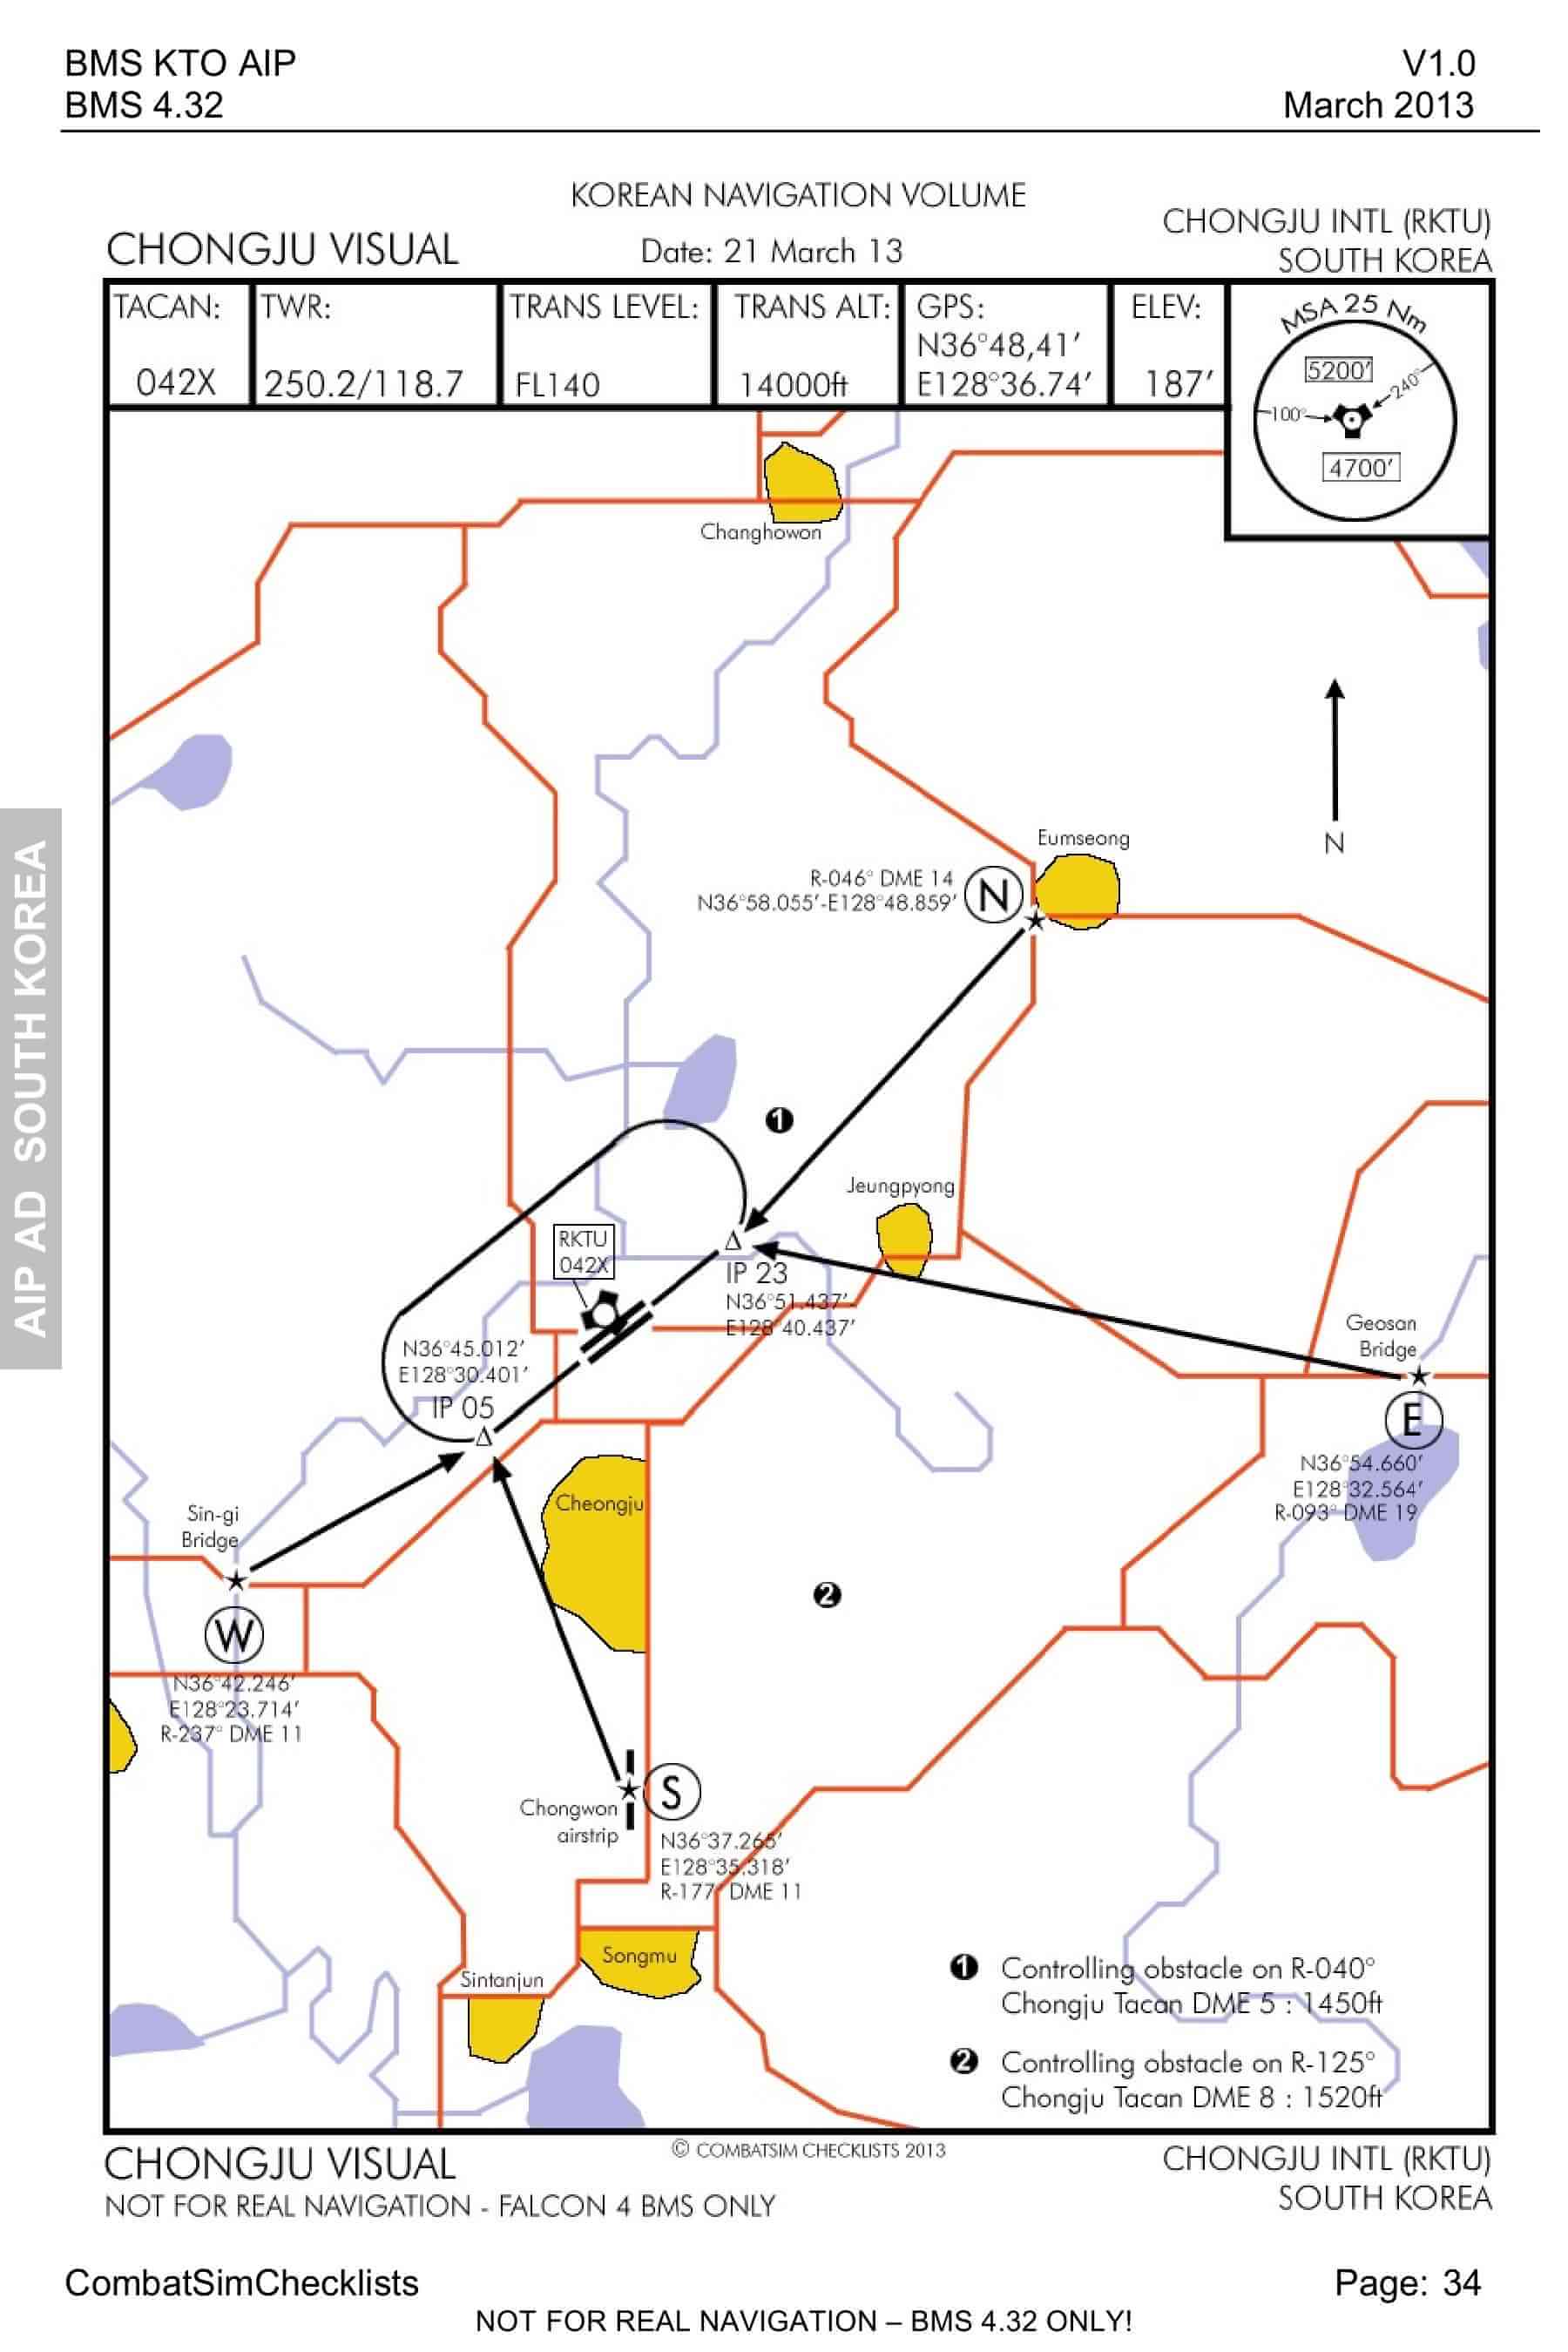 BMS KTO AIP
V1.0
BMS 4.32
March 2013
KOREAN NAVIGATION VOLUME
CHONGJU VISUAL
Date: 21 March 13
CHONGJU INTL (RKTU)
SOUTH KOREA
TACAN:
042X
TWR:
250.2/118.7
TRANS LEVEL:
FL140
TRANS ALT:
14000ft
GPS:
N36°48,41′
E128°36.74′
ELEV:
187′
MSA 25 Nm
5200′
240°
100°
4700′
Changhowon
AIP AD SOUTH KOREA
N
Eumseong
R-046° DME 14
N36°58.055′-E128°48.859′
N
1
Jeungpyong
RKTU
042X
IP 23
N36°51.437′
E128°40.437′
N36°45.012′
E128°30.401′
IP 05
Geosan
Bridge
E
N36°54.660′
E128°32.564′
R-093° DME 19
Cheongju
Sin-gi
Bridge
W
N36°42.246′
E128°23.714′
R-237° DME 11
2
S
Chongwon
airstrip
N36°37.265′
E128°35.318′
R-177° DME 11
Songmu
Sintanjun
1 Controlling obstacle on R-040°
Chongju Tacan DME 5 : 1450ft
2 Controlling obstacle on R-125°
Chongju Tacan DME 8 : 1520ft
CHONGJU VISUAL
© COMBATSIM CHECKLISTS 2013
CHONGJU INTL (RKTU)
NOT FOR REAL NAVIGATION - FALCON 4 BMS ONLY
SOUTH KOREA
CombatSimChecklists
Page: 34
NOT FOR REAL NAVIGATION – BMS 4.32 ONLY!